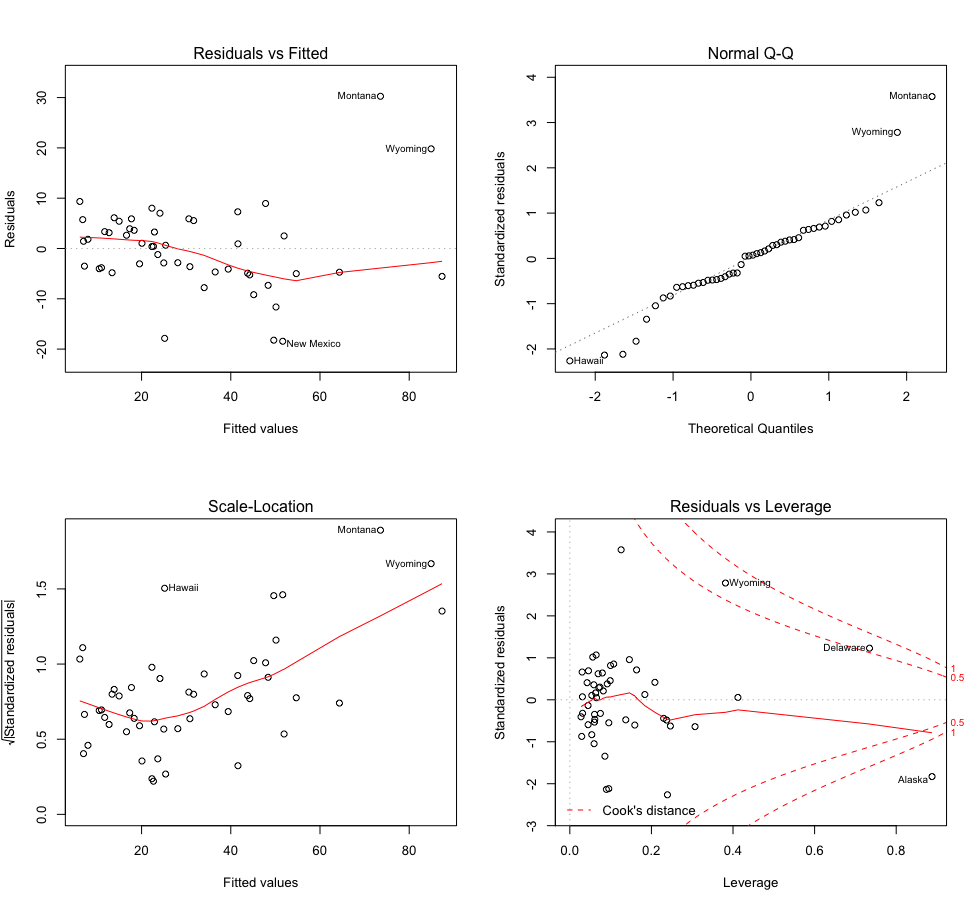 Residuals vs Fitted
Residuals
30
20
10
0
-10
-20
Montana
Wyoming
New Mexico
20
40
60
80
Fitted values
Normal Q-Q
Standardized residuals
4
3
2
1
0
-1
-2
Montana
Wyoming
Hawaii
-2
-1
0
1
2
Theoretical Quantiles
Scale-Location
√|Standardized residuals|
1.5
1.0
0.5
0.0
Montana
Wyoming
Hawaii
20
40
60
80
Fitted values
Residuals vs Leverage
Standardized residuals
4
3
2
1
0
-1
-2
-3
Wyoming
Delaware
Alaska
1
0.5
0.5
1
Cook's distance
0.0
0.2
0.4
0.6
0.8
Leverage